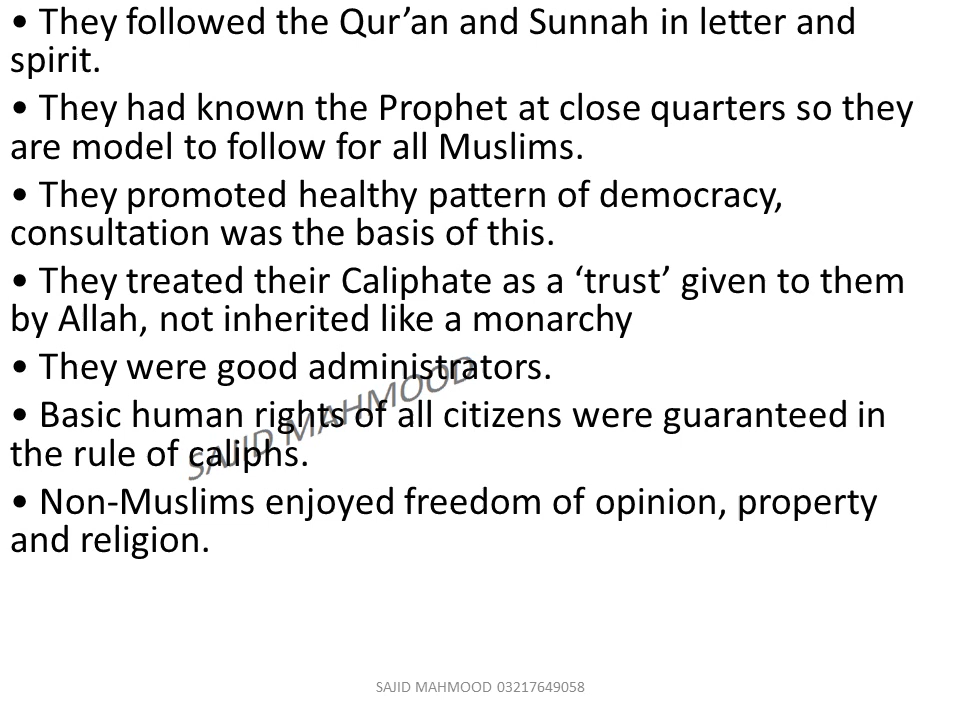 • They followed the Qur’an and Sunnah in letter and
spirit.
• They had known the Prophet at close quarters so they
are model to follow for all Muslims.
• They promoted healthy pattern of democracy,
consultation was the basis of this.
• They treated their Caliphate as a ‘trust’ given to them
by Allah, not inherited like a monarchy
• They were good administrators.
• Basic human rights of all citizens were guaranteed in
the rule of caliphs.
SAJID MAHMOOD
• Non-Muslims enjoyed freedom of opinion, property
and religion.
SAJID MAHMOOD 03217649058